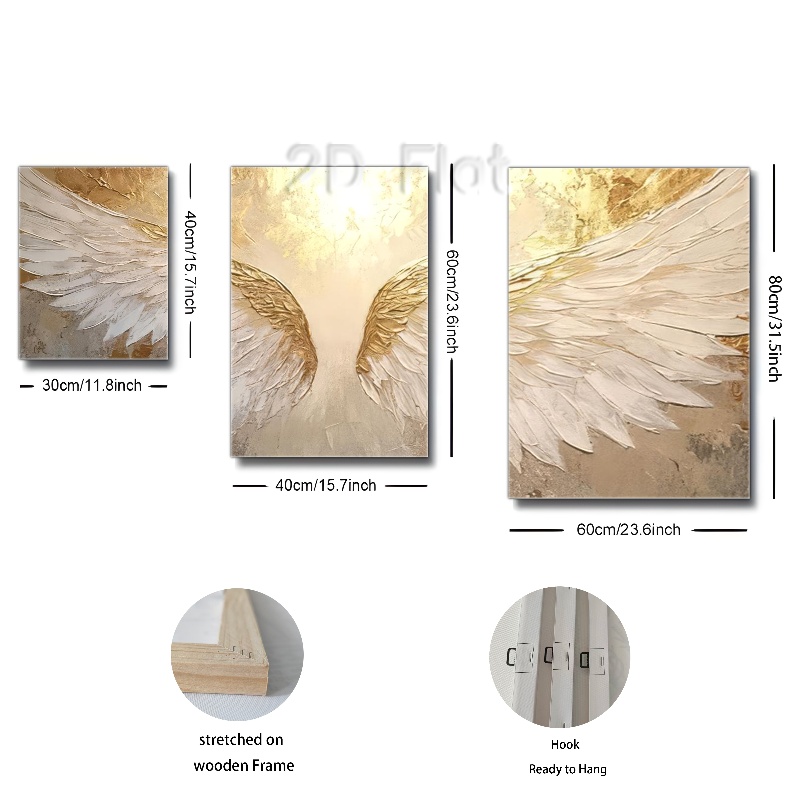 2D Flat
40cm/15.7inch
60cm/23.6inch
80cm/31.5inch
30cm/11.8inch
40cm/15.7inch
60cm/23.6inch
stretched on
wooden Frame
Hook
Ready to Hang